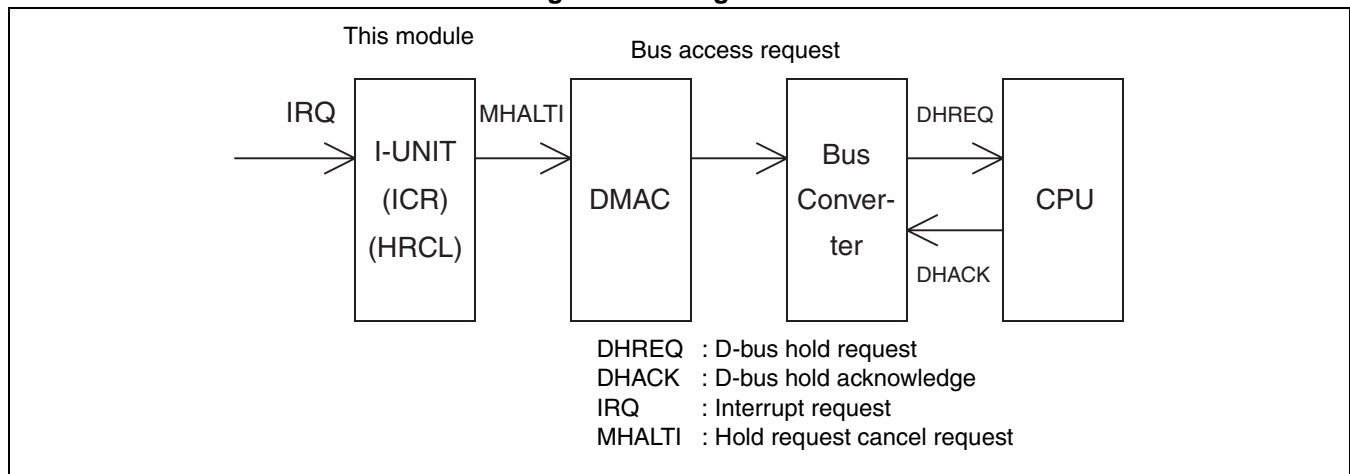 This module
Bus access request
IRQ
MHALTI
DHREQ
I-UNIT
(ICR)
(HRCL)
DMAC
Bus
Conver-
ter
CPU
DHACK
DHREQ : D-bus hold request
DHACK : D-bus hold acknowledge
IRQ : Interrupt request
MHALTI : Hold request cancel request